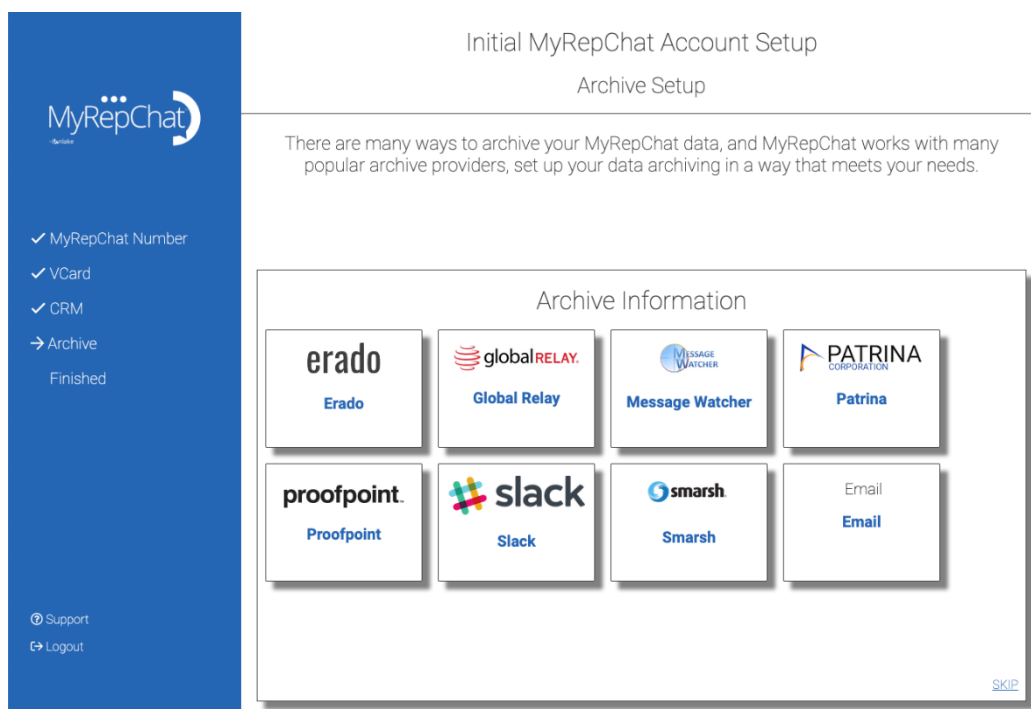 MyRepChat
Initial MyRepChat Account Setup
Archive Setup
There are many ways to archive your MyRepChat data, and MyRepChat works with many
popular archive providers, set up your data archiving in a way that meets your needs.
MyRepChat Number
VCard
CRM
Archive
Finished
Support
Logout
Archive Information
erado
Erado
globalRELAY.
Global Relay
MESSAGE
WATCHER
Message Watcher
PATRINA
CORPORATION
Patrina
proofpoint
Proofpoint
slack
Slack
smarsh
Smarsh
Email
Email
SKIP